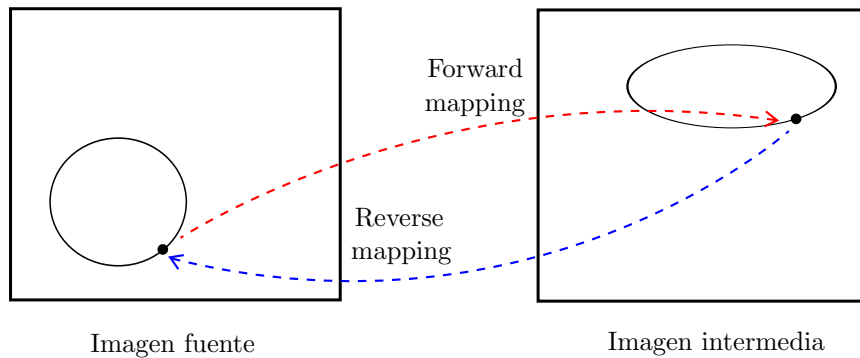 Forward
mapping
Reverse
mapping
Imagen fuente
Imagen intermedia